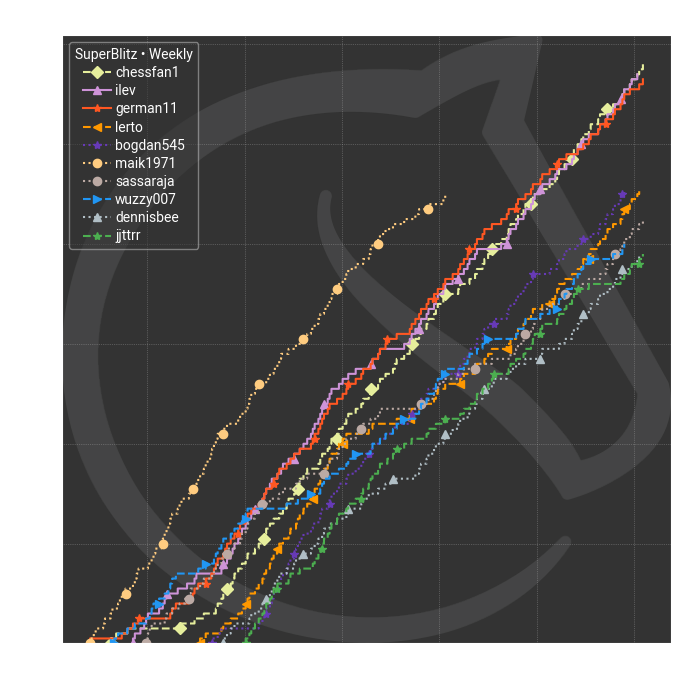 SuperBlitz • Weekly
chessfan1
ilev
german11
lerto
bogdan545
maik1971
sassaraja
wuzzy007
dennisbee
jjttrr